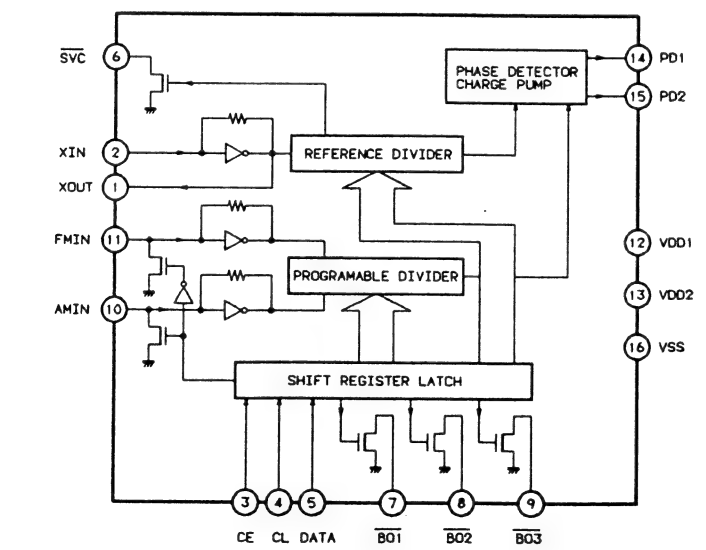 SVC 6
14 PD1
PHASE DETECTOR
CHARGE PUMP
15 PD2
XIN 2
REFERENCE DIVIDER
XOUT 1
FMIN 11
12 VDD1
PROGRAMABLE DIVIDER
13 VDD2
AMIN 10
16 VSS
SHIFT REGISTER LATCH
3 4 5 7 8 9
CE CL DATA BO1 BO2 BO3